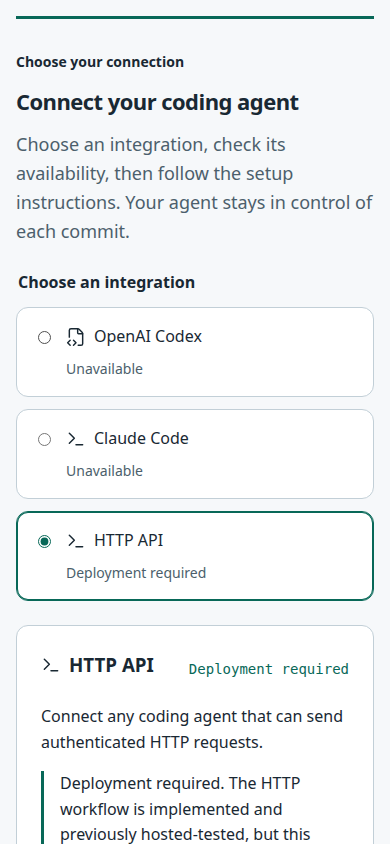 Choose your connection
Connect your coding agent
Choose an integration, check its
availability, then follow the setup
instructions. Your agent stays in control of
each commit.
Choose an integration
OpenAI Codex
Unavailable
Claude Code
Unavailable
HTTP API
Deployment required
HTTP API
Deployment required
Connect any coding agent that can send
authenticated HTTP requests.
Deployment required. The HTTP
workflow is implemented and
previously hosted-tested, but this